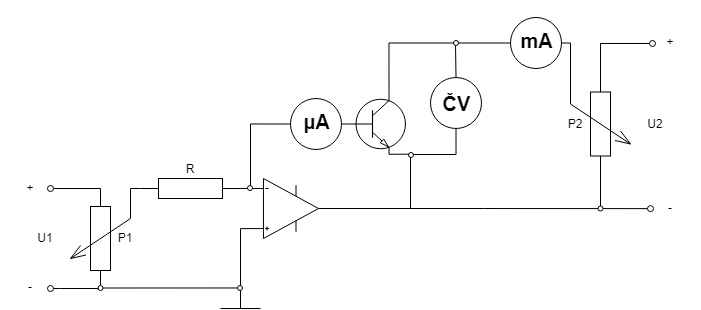 mA
+
ČV
µA
P2
U2
R
-
+
-
+
U1
P1
-